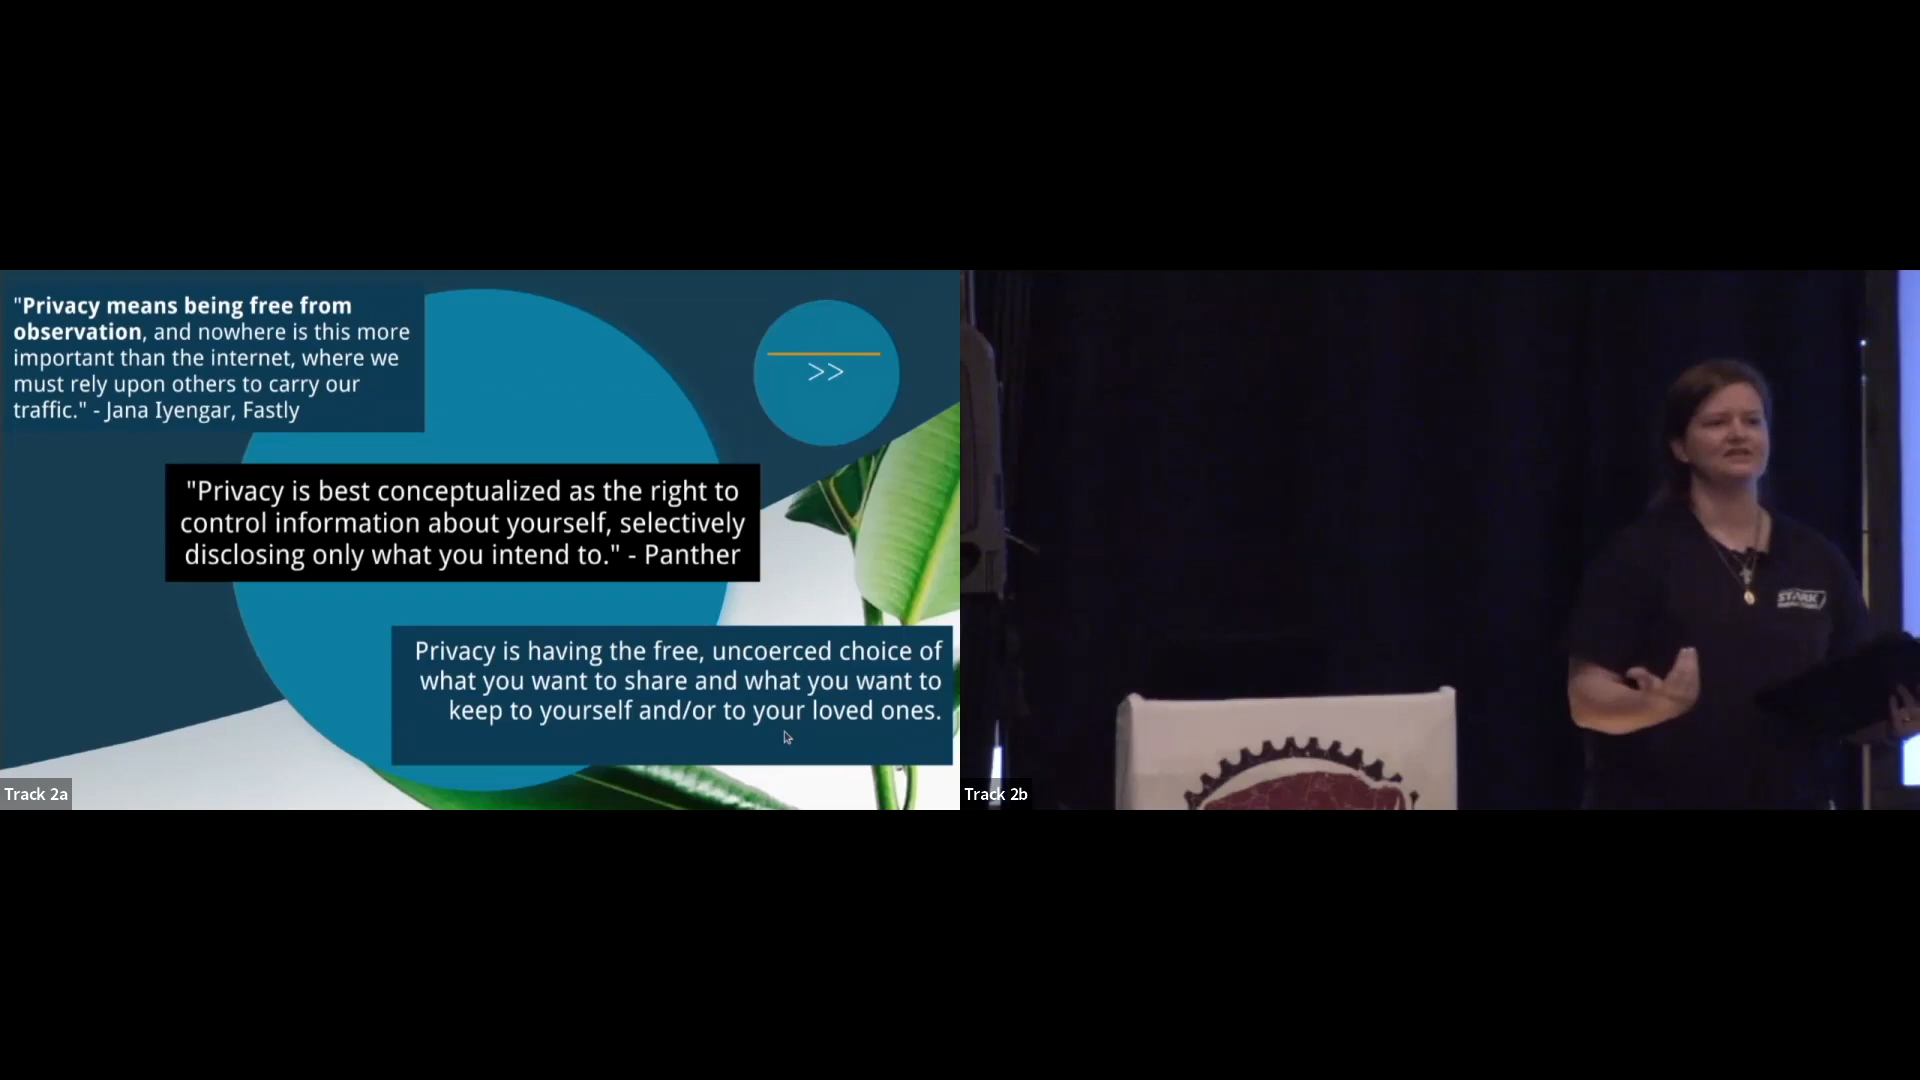 "Privacy means being free from
observation, and nowhere is this more
important than the internet, where we
must rely upon others to carry our
traffic." - Jana Iyengar, Fastly
>>
"Privacy is best conceptualized as the right to
control information about yourself, selectively
disclosing only what you intend to." - Panther
Privacy is having the free, uncoerced choice of
what you want to share and what you want to
keep to yourself and/or to your loved ones.
Track 2a
STARK
Track 2b